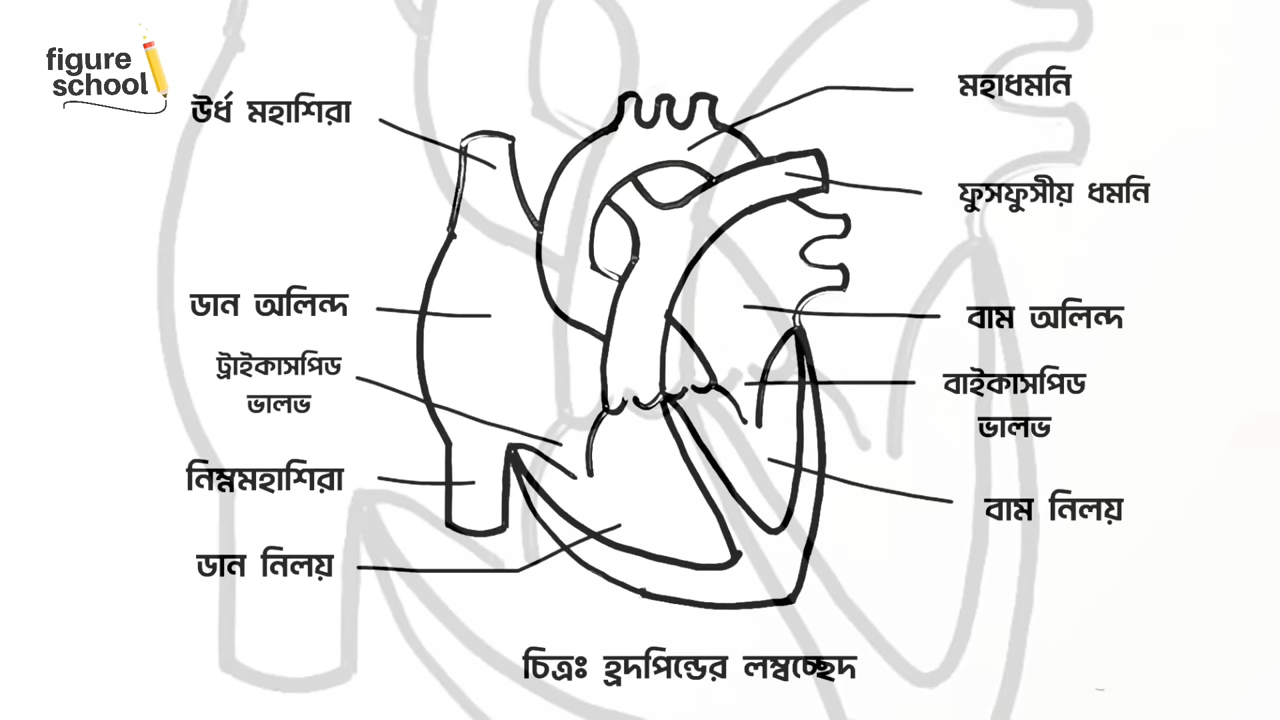 figure
school
উর্ধ মহাশিরা
ডান অলিন্দ
ট্রাইকাসপিড
ভালভ
নিম্নমহাশিরা
ডান নিলয়
মহাধমনি
ফুসফুসীয় ধমনি
বাম অলিন্দ
বাইকাসপিড
ভালভ
বাম নিলয়
চিত্রঃ হ্রদপিন্ডের লম্বচ্ছেদ